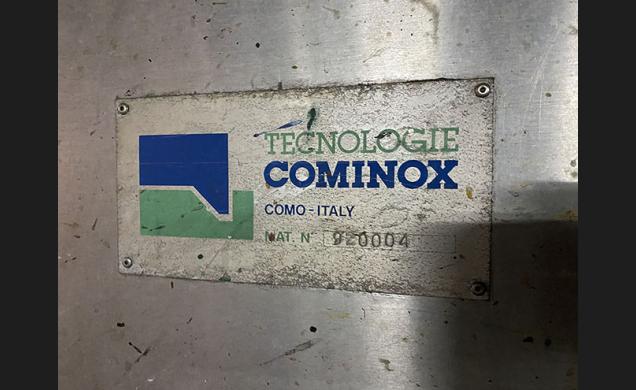 TECNOLOGIE
COMINOX
COMO - ITALY
MAT. N° 920004